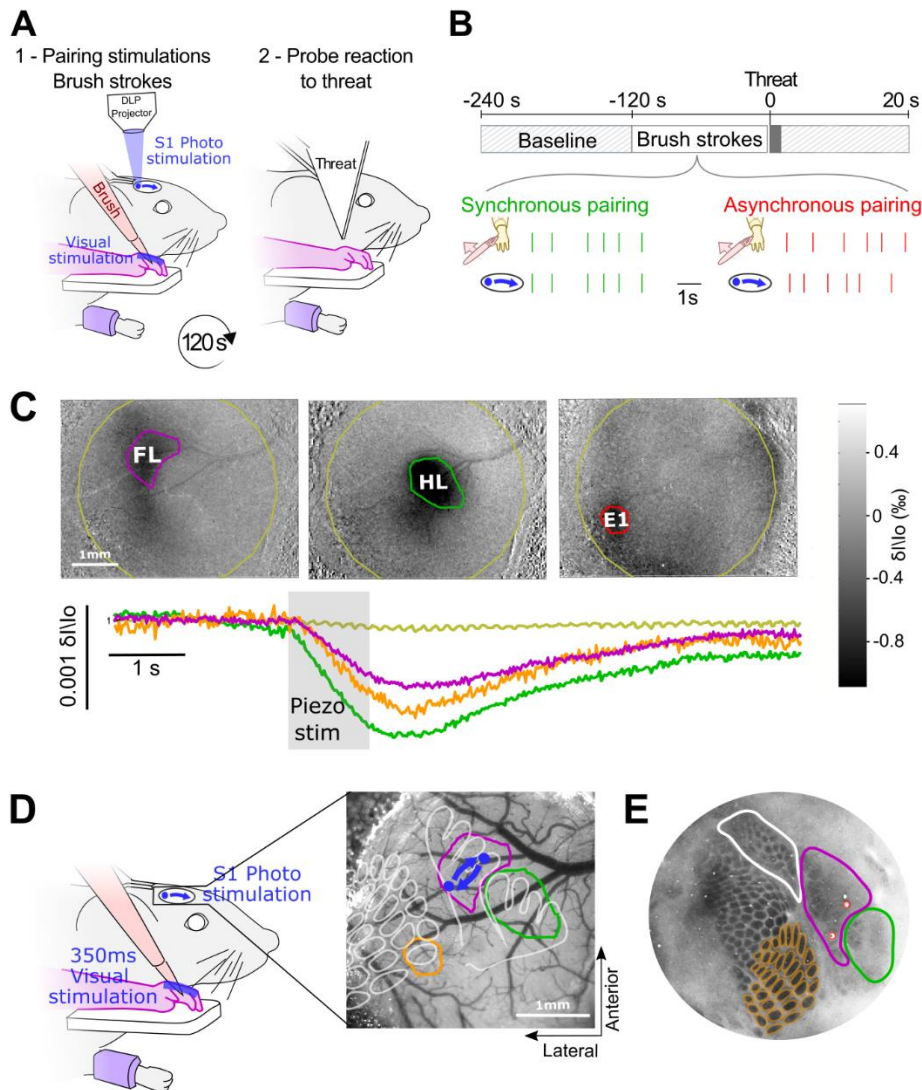 A
1 - Pairing stimulations
Brush strokes
DLP
Projector
S1 Photo
stimulation
Brush
Visual
stimulation
120 s
2 - Probe reaction
to threat
Threat
B
Threat
-240 s
-120 s
0
20 s
Baseline
Brush strokes
Synchronous pairing
Asynchronous pairing
1s
C
FL
1mm
HL
E1
0.4
0
-0.4
-0.8
δI\Io (‰)
0.001 δI\Io
1
1 s
Piezo
stim
D
S1 Photo
stimulation
350ms
Visual
stimulation
1mm
Anterior
Lateral
E